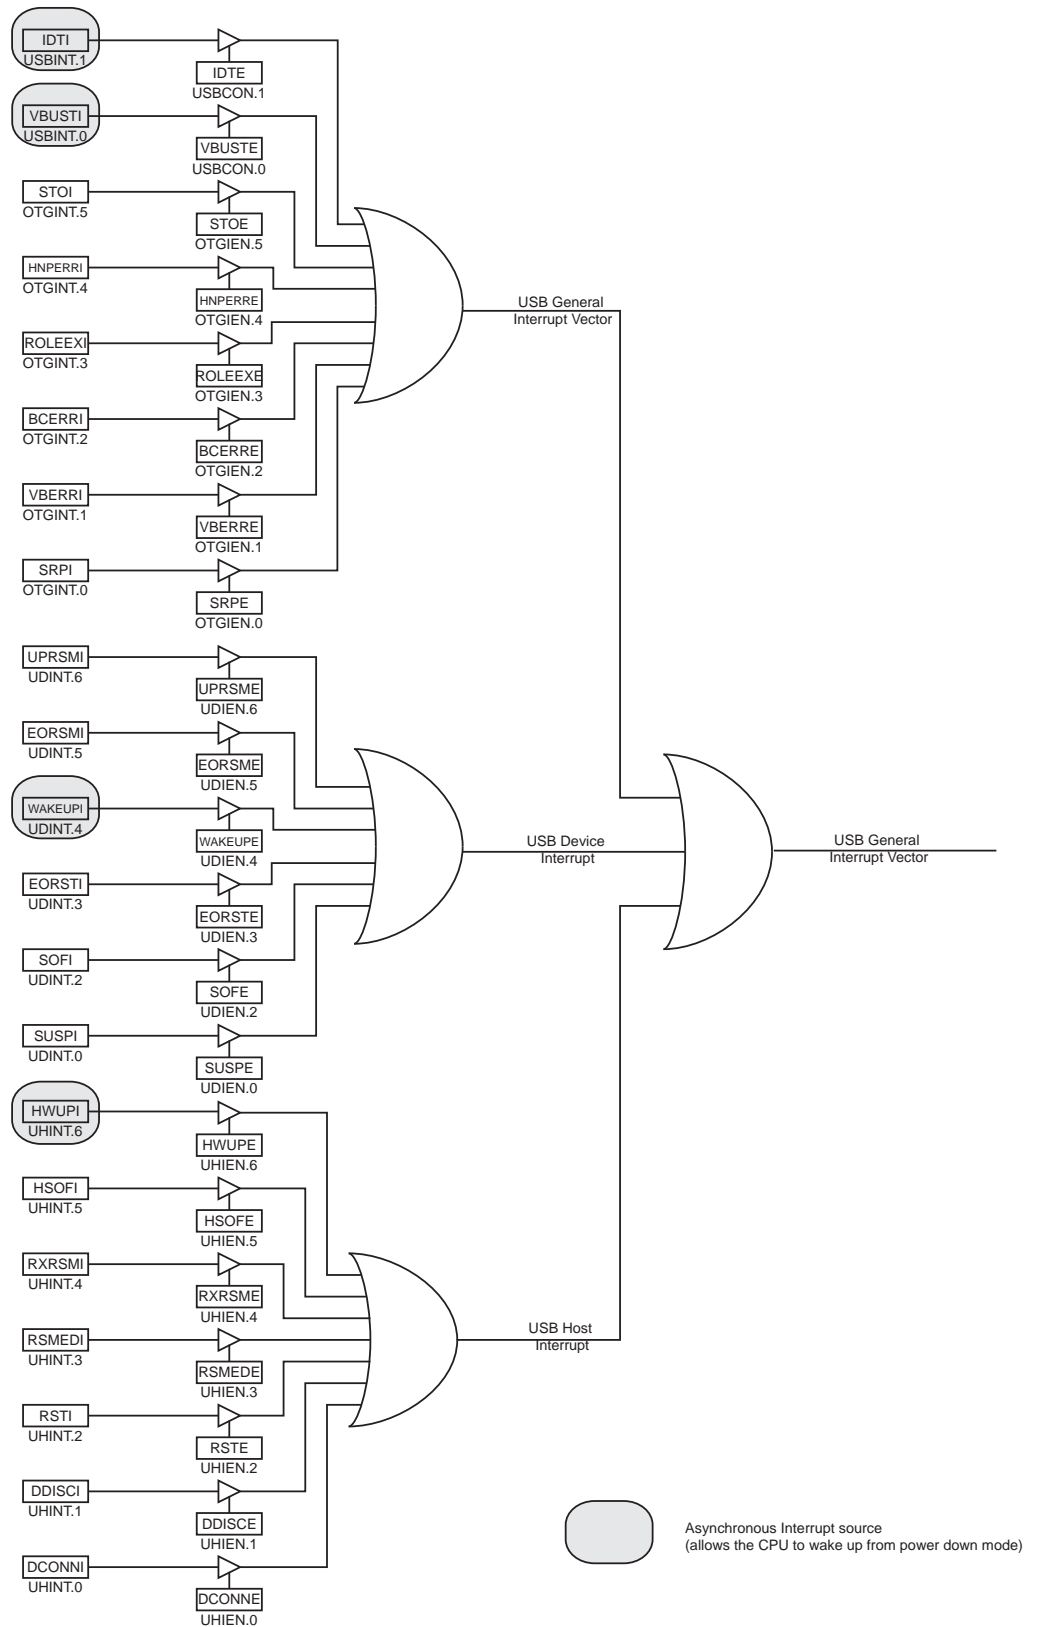 IDTI
USBINT.1
IDTE
USBCON.1
VBUSTI
USBINT.0
VBUSTE
USBCON.0
STOI
OTGINT.5
STOE
OTGIEN.5
HNPERRI
OTGINT.4
HNPERRE
OTGIEN.4
USB General
Interrupt Vector
ROLEEXI
OTGINT.3
ROLEEXE
OTGIEN.3
BCERRI
OTGINT.2
BCERRE
OTGIEN.2
VBERRI
OTGINT.1
VBERRE
OTGIEN.1
SRPI
OTGINT.0
SRPE
OTGIEN.0
UPRSMI
UDINT.6
UPRSME
UDIEN.6
EORSMI
UDINT.5
EORSME
UDIEN.5
WAKEUPI
UDINT.4
WAKEUPE
UDIEN.4
USB Device
Interrupt
USB General
Interrupt Vector
EORSTI
UDINT.3
EORSTE
UDIEN.3
SOFI
UDINT.2
SOFE
UDIEN.2
SUSPI
UDINT.0
SUSPE
UDIEN.0
HWUPI
UHINT.6
HWUPE
UHIEN.6
HSOFI
UHINT.5
HSOFE
UHIEN.5
RXRSMI
UHINT.4
RXRSME
UHIEN.4
RSMEDI
UHINT.3
RSMEDE
UHIEN.3
USB Host
Interrupt
RSTI
UHINT.2
RSTE
UHIEN.2
DDISCI
UHINT.1
DDISCE
UHIEN.1
DCONNI
UHINT.0
DCONNE
UHIEN.0
Asynchronous Interrupt source
(allows the CPU to wake up from power down mode)